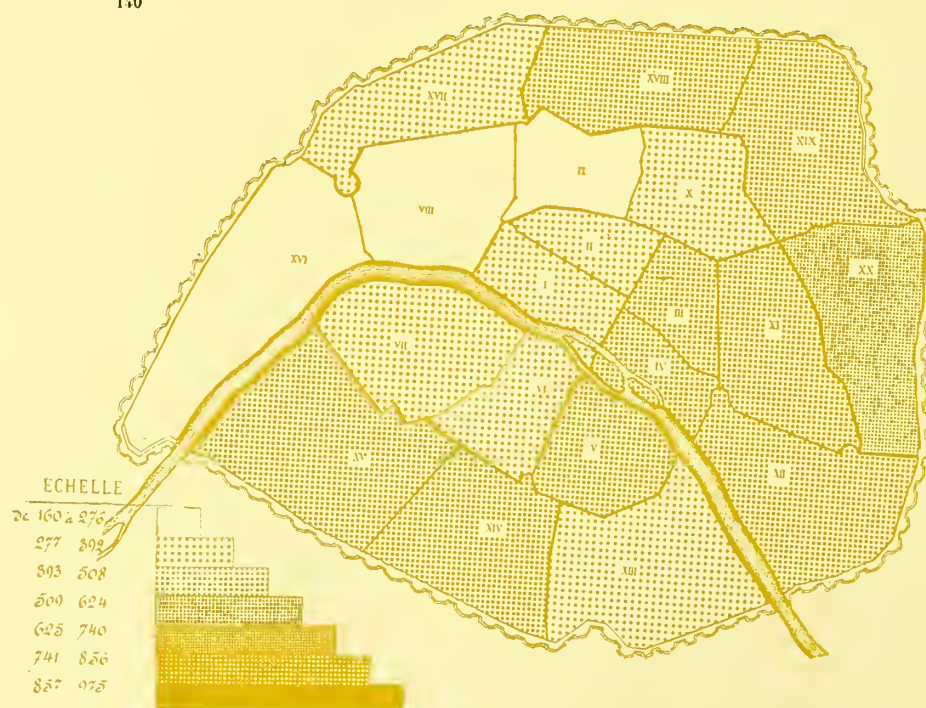 140
XVII
XVIII
XIX
IX
VIII
X
XX
II
XVI
I
III
XI
VII
IV
VI
V
XV
XII
XIV
XIII
ECHELLE
De 160 à 276
277 392
393 508
509 624
625 740
741 856
857 975